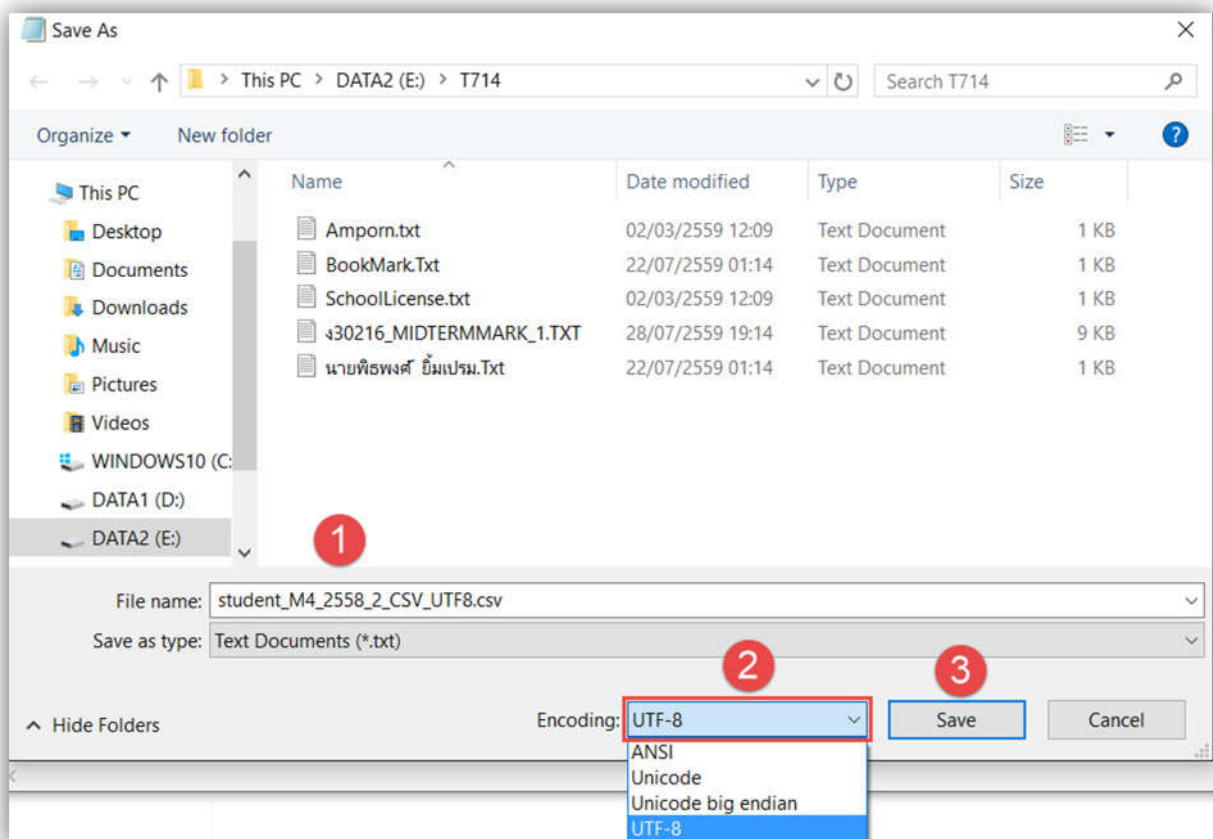 Save As
This PC > DATA2 (E:) > T714
Search T714
Organize
New folder
Name Date modified Type Size
This PC
Desktop
Documents
Downloads
Music
Pictures
Videos
WINDOWS10 (C:
DATA1 (D:)
DATA2 (E:)
Amporn.txt 02/03/2559 12:09 Text Document 1 KB
BookMark.Txt 22/07/2559 01:14 Text Document 1 KB
SchoolLicense.txt 02/03/2559 12:09 Text Document 1 KB
ง30216_MIDTERMMARK_1.TXT 28/07/2559 19:14 Text Document 9 KB
นายพิธพงศ์ ยิ้มเปรม.Txt 22/07/2559 01:14 Text Document 1 KB
1
File name: student_M4_2558_2_CSV_UTF8.csv
Save as type: Text Documents (*.txt)
2
3
Hide Folders
Encoding: UTF-8
Save
Cancel
ANSI
Unicode
Unicode big endian
UTF-8